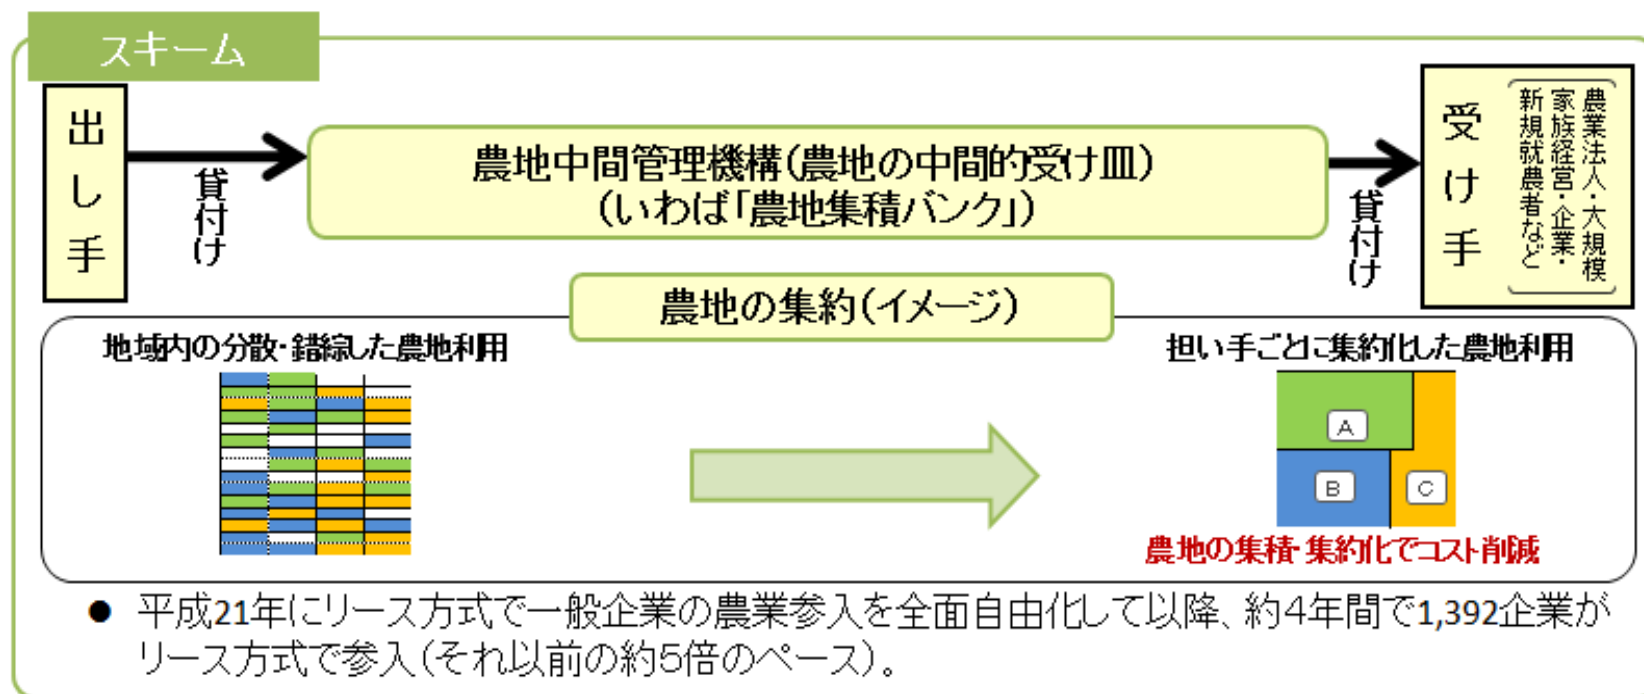 スキーム
出し手
貸付け
農地中間管理機構(農地の中間的受け皿)
(いわば「農地集積バンク」)
貸付け
受け手
農業法人・大規模
家族経営・企業・
新規就農者など
農地の集約(イメージ)
地域内の分散・錯綜した農地利用
担い手ごとに集約化した農地利用
A
B
C
農地の集積・集約化でコスト削減
● 平成21年にリース方式で一般企業の農業参入を全面自由化して以降、約4年間で1,392企業が
リース方式で参入(それ以前の約5倍のペース)。